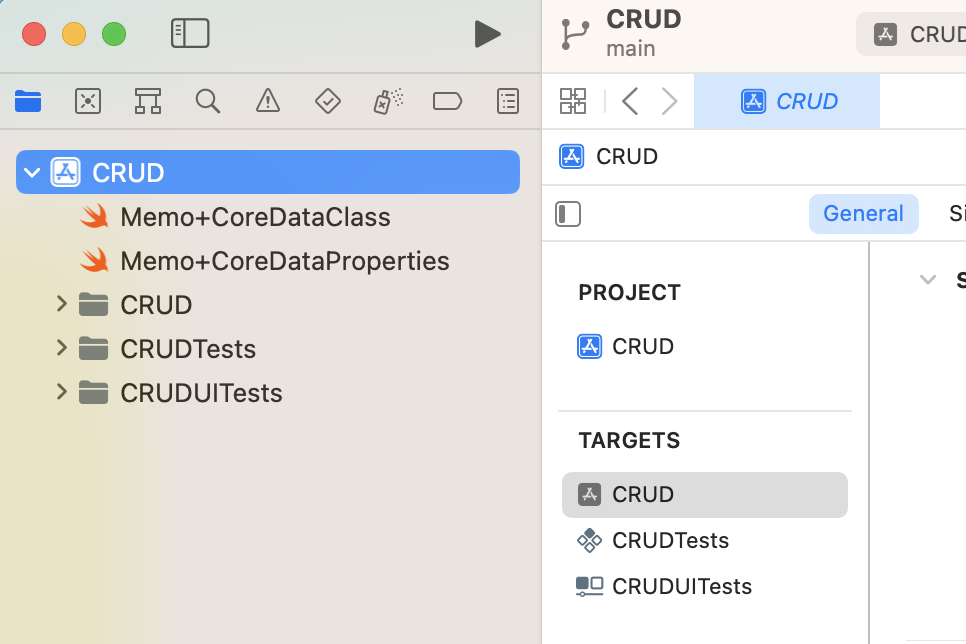 CRUD
main
CRUD
CRUD
CRUD
CRUD
Memo+CoreDataClass
Memo+CoreDataProperties
CRUD
CRUDTests
CRUDUITests
General
PROJECT
CRUD
TARGETS
CRUD
CRUDTests
CRUDUITests